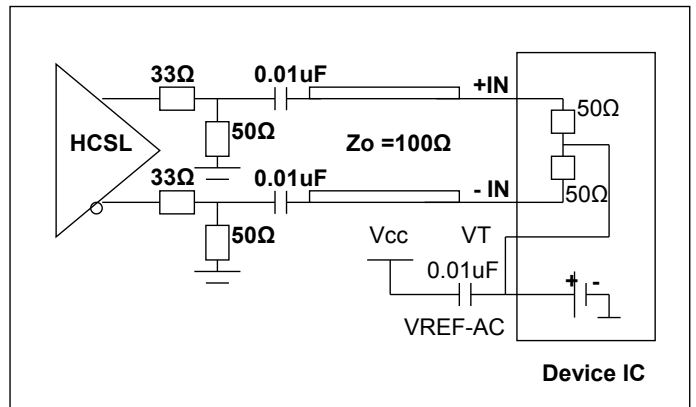 33Ω
0.01uF
+IN
50Ω
HCSL
50Ω
Zo =100Ω
33Ω
0.01uF
- IN
50Ω
50Ω
Vcc
VT
0.01uF
+ -
VREF-AC
Device IC